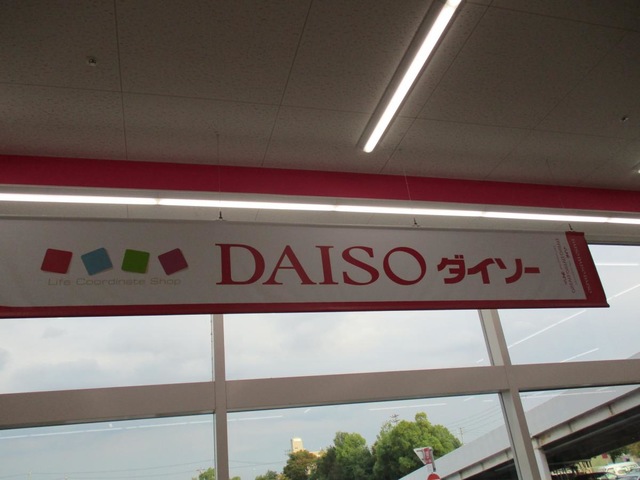 DAISO ダイソー
Life Coordinate Shop